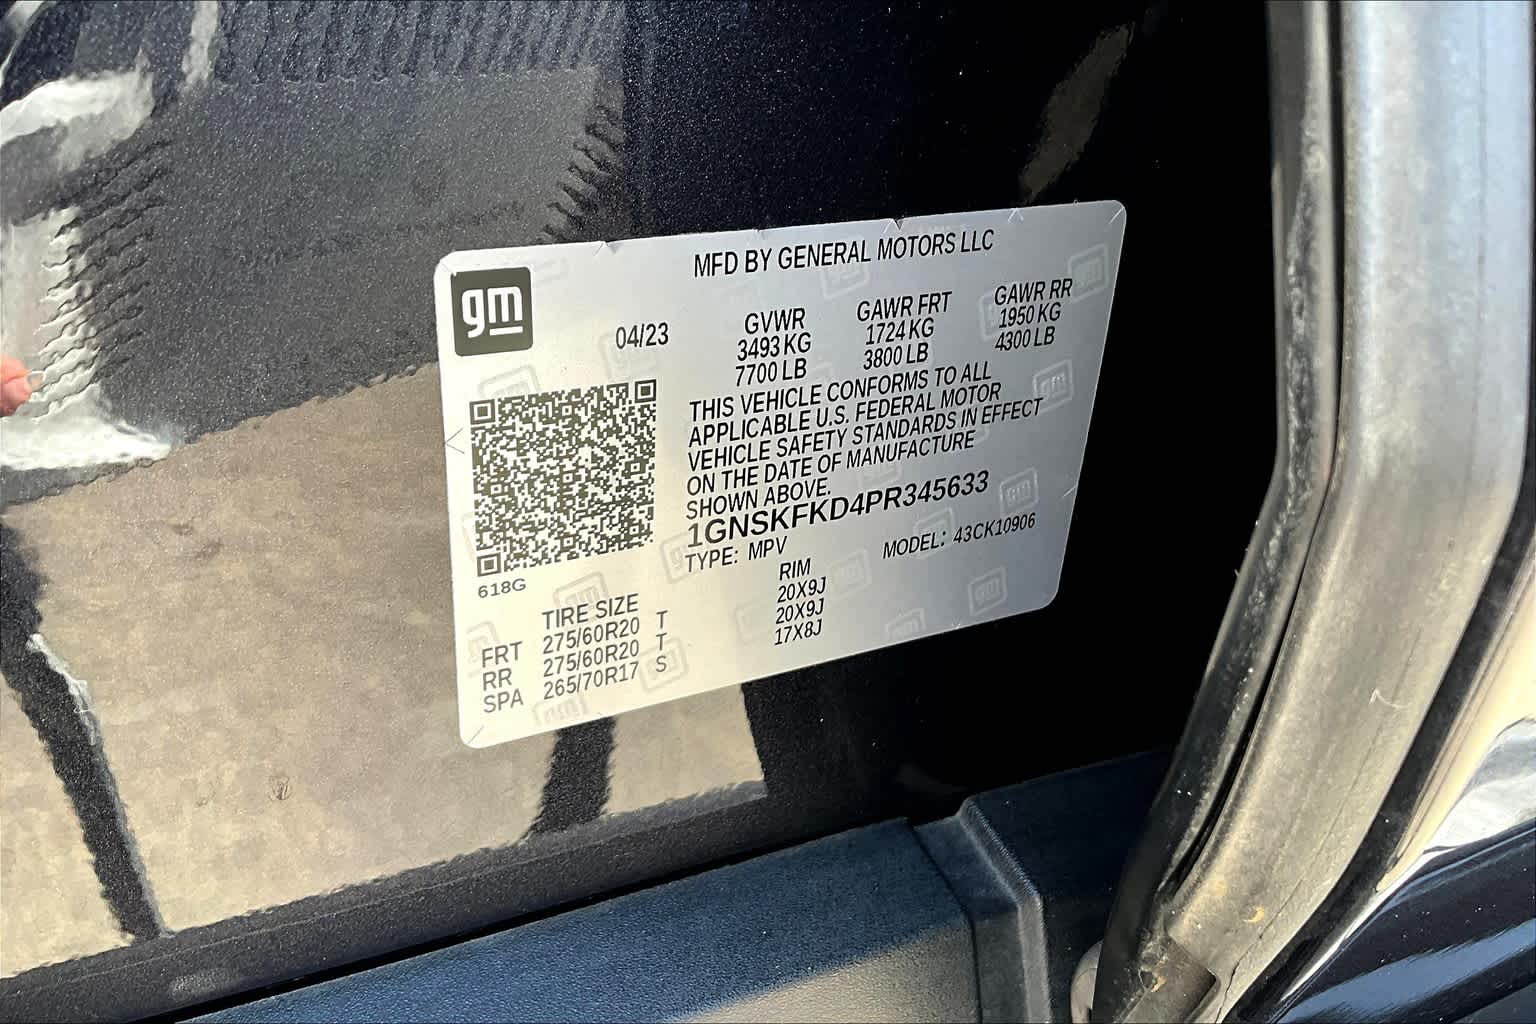 MFD BY GENERAL MOTORS LLC
gm
04/23
GVWR
3493 KG
7700 LB
GAWR FRT
1724 KG
3800 LB
GAWR RR
1950 KG
4300 LB
THIS VEHICLE CONFORMS TO ALL
APPLICABLE U.S. FEDERAL MOTOR
VEHICLE SAFETY STANDARDS IN EFFECT
ON THE DATE OF MANUFACTURE
SHOWN ABOVE.
1GNSKFKD4PR345633
TYPE: MPV MODEL: 43CK10906
618G
TIRE SIZE RIM
FRT 275/60R20 T 20X9J
RR 275/60R20 T 20X9J
SPA 265/70R17 S 17X8J